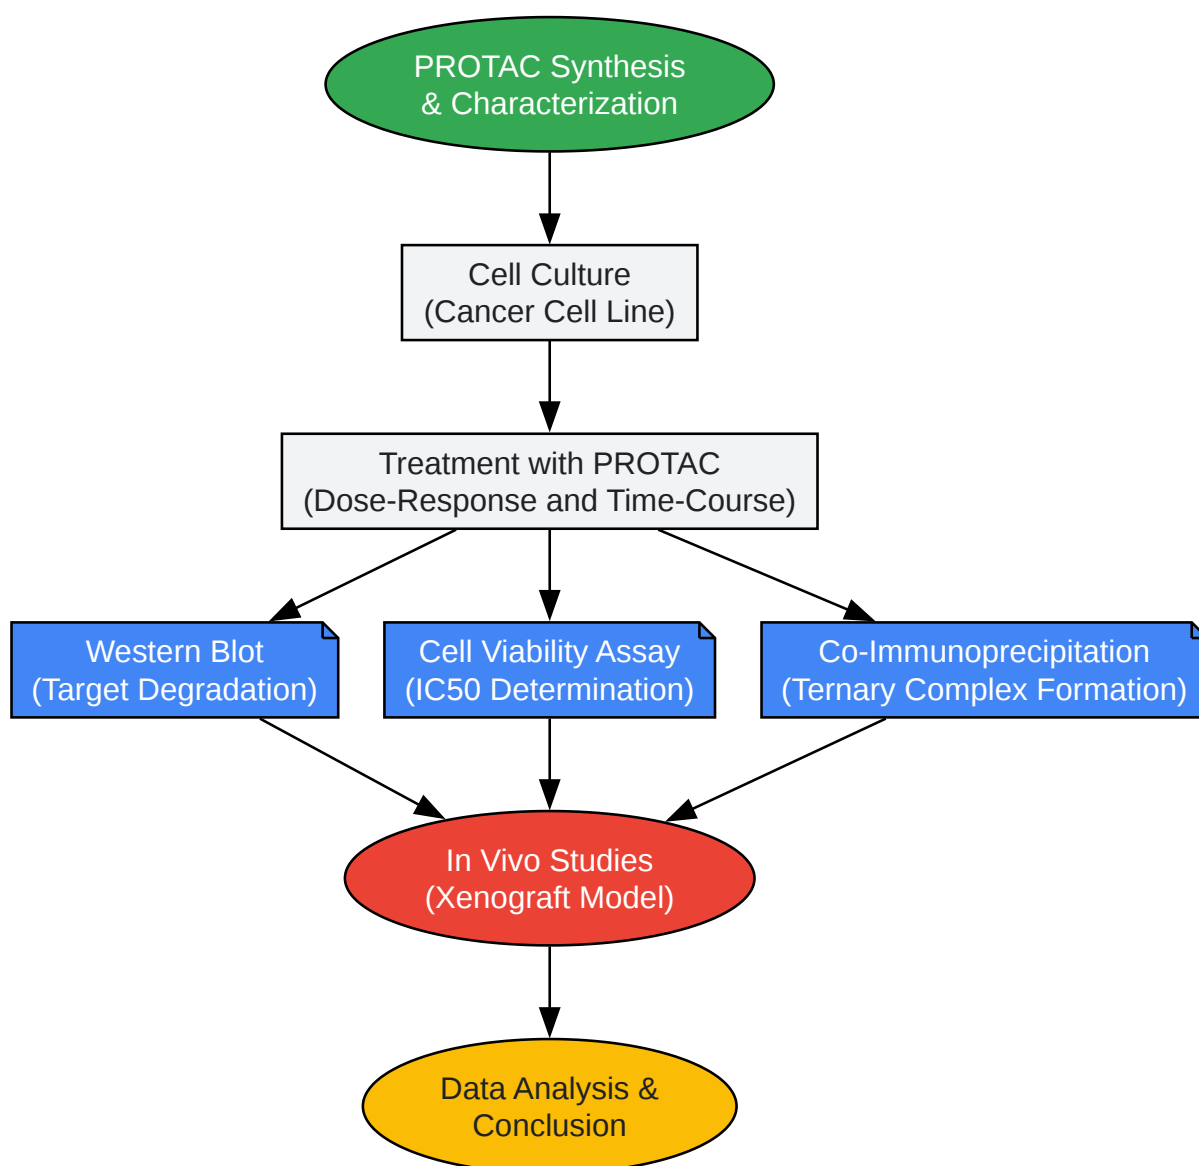 PROTAC Synthesis
& Characterization
Cell Culture
(Cancer Cell Line)
Treatment with PROTAC
(Dose-Response and Time-Course)
Western Blot
(Target Degradation)
Cell Viability Assay
(IC50 Determination)
Co-Immunoprecipitation
(Ternary Complex Formation)
In Vivo Studies
(Xenograft Model)
Data Analysis &
Conclusion